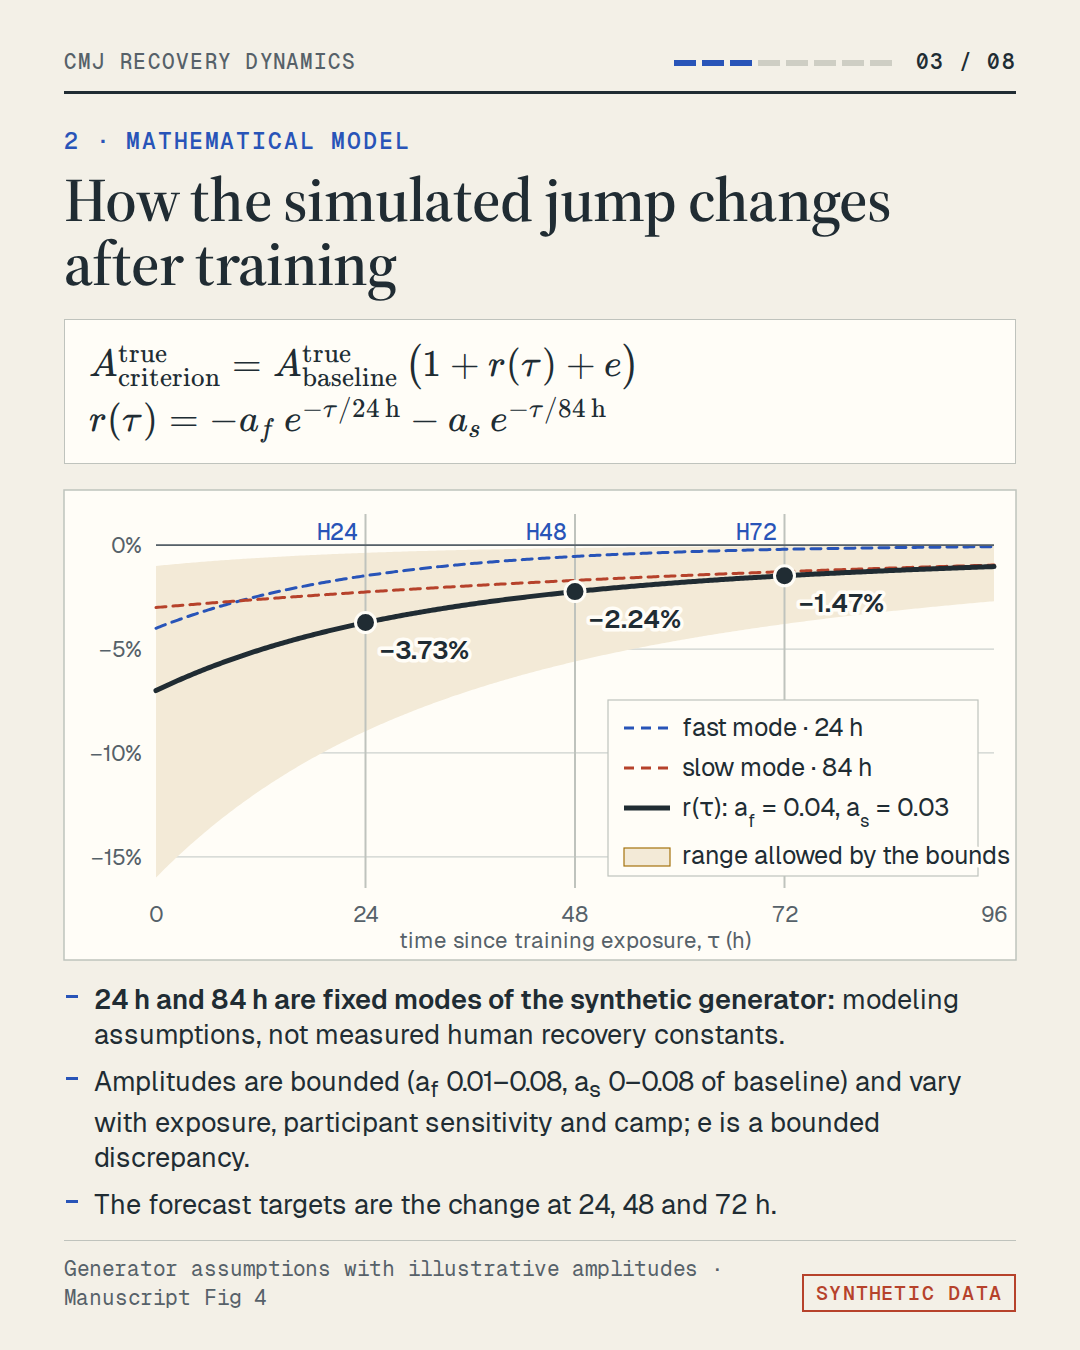 CMJ RECOVERY DYNAMICS
03 / 08
2 · MATHEMATICAL MODEL
How the simulated jump changes
after training
A^true_criterion = A^true_baseline (1 + r(τ) + e)
r(τ) = −a_f e^{−τ/24 h} − a_s e^{−τ/84 h}
H24 H48 H72
0%
−5%
−10%
−15%
−3.73%
−2.24%
−1.47%
fast mode · 24 h
slow mode · 84 h
r(τ): a_f = 0.04, a_s = 0.03
range allowed by the bounds
0 24 48 72 96
time since training exposure, τ (h)
– 24 h and 84 h are fixed modes of the synthetic generator: modeling
assumptions, not measured human recovery constants.
– Amplitudes are bounded (a_f 0.01–0.08, a_s 0–0.08 of baseline) and vary
with exposure, participant sensitivity and camp; e is a bounded
discrepancy.
– The forecast targets are the change at 24, 48 and 72 h.
Generator assumptions with illustrative amplitudes ·
Manuscript Fig 4
SYNTHETIC DATA